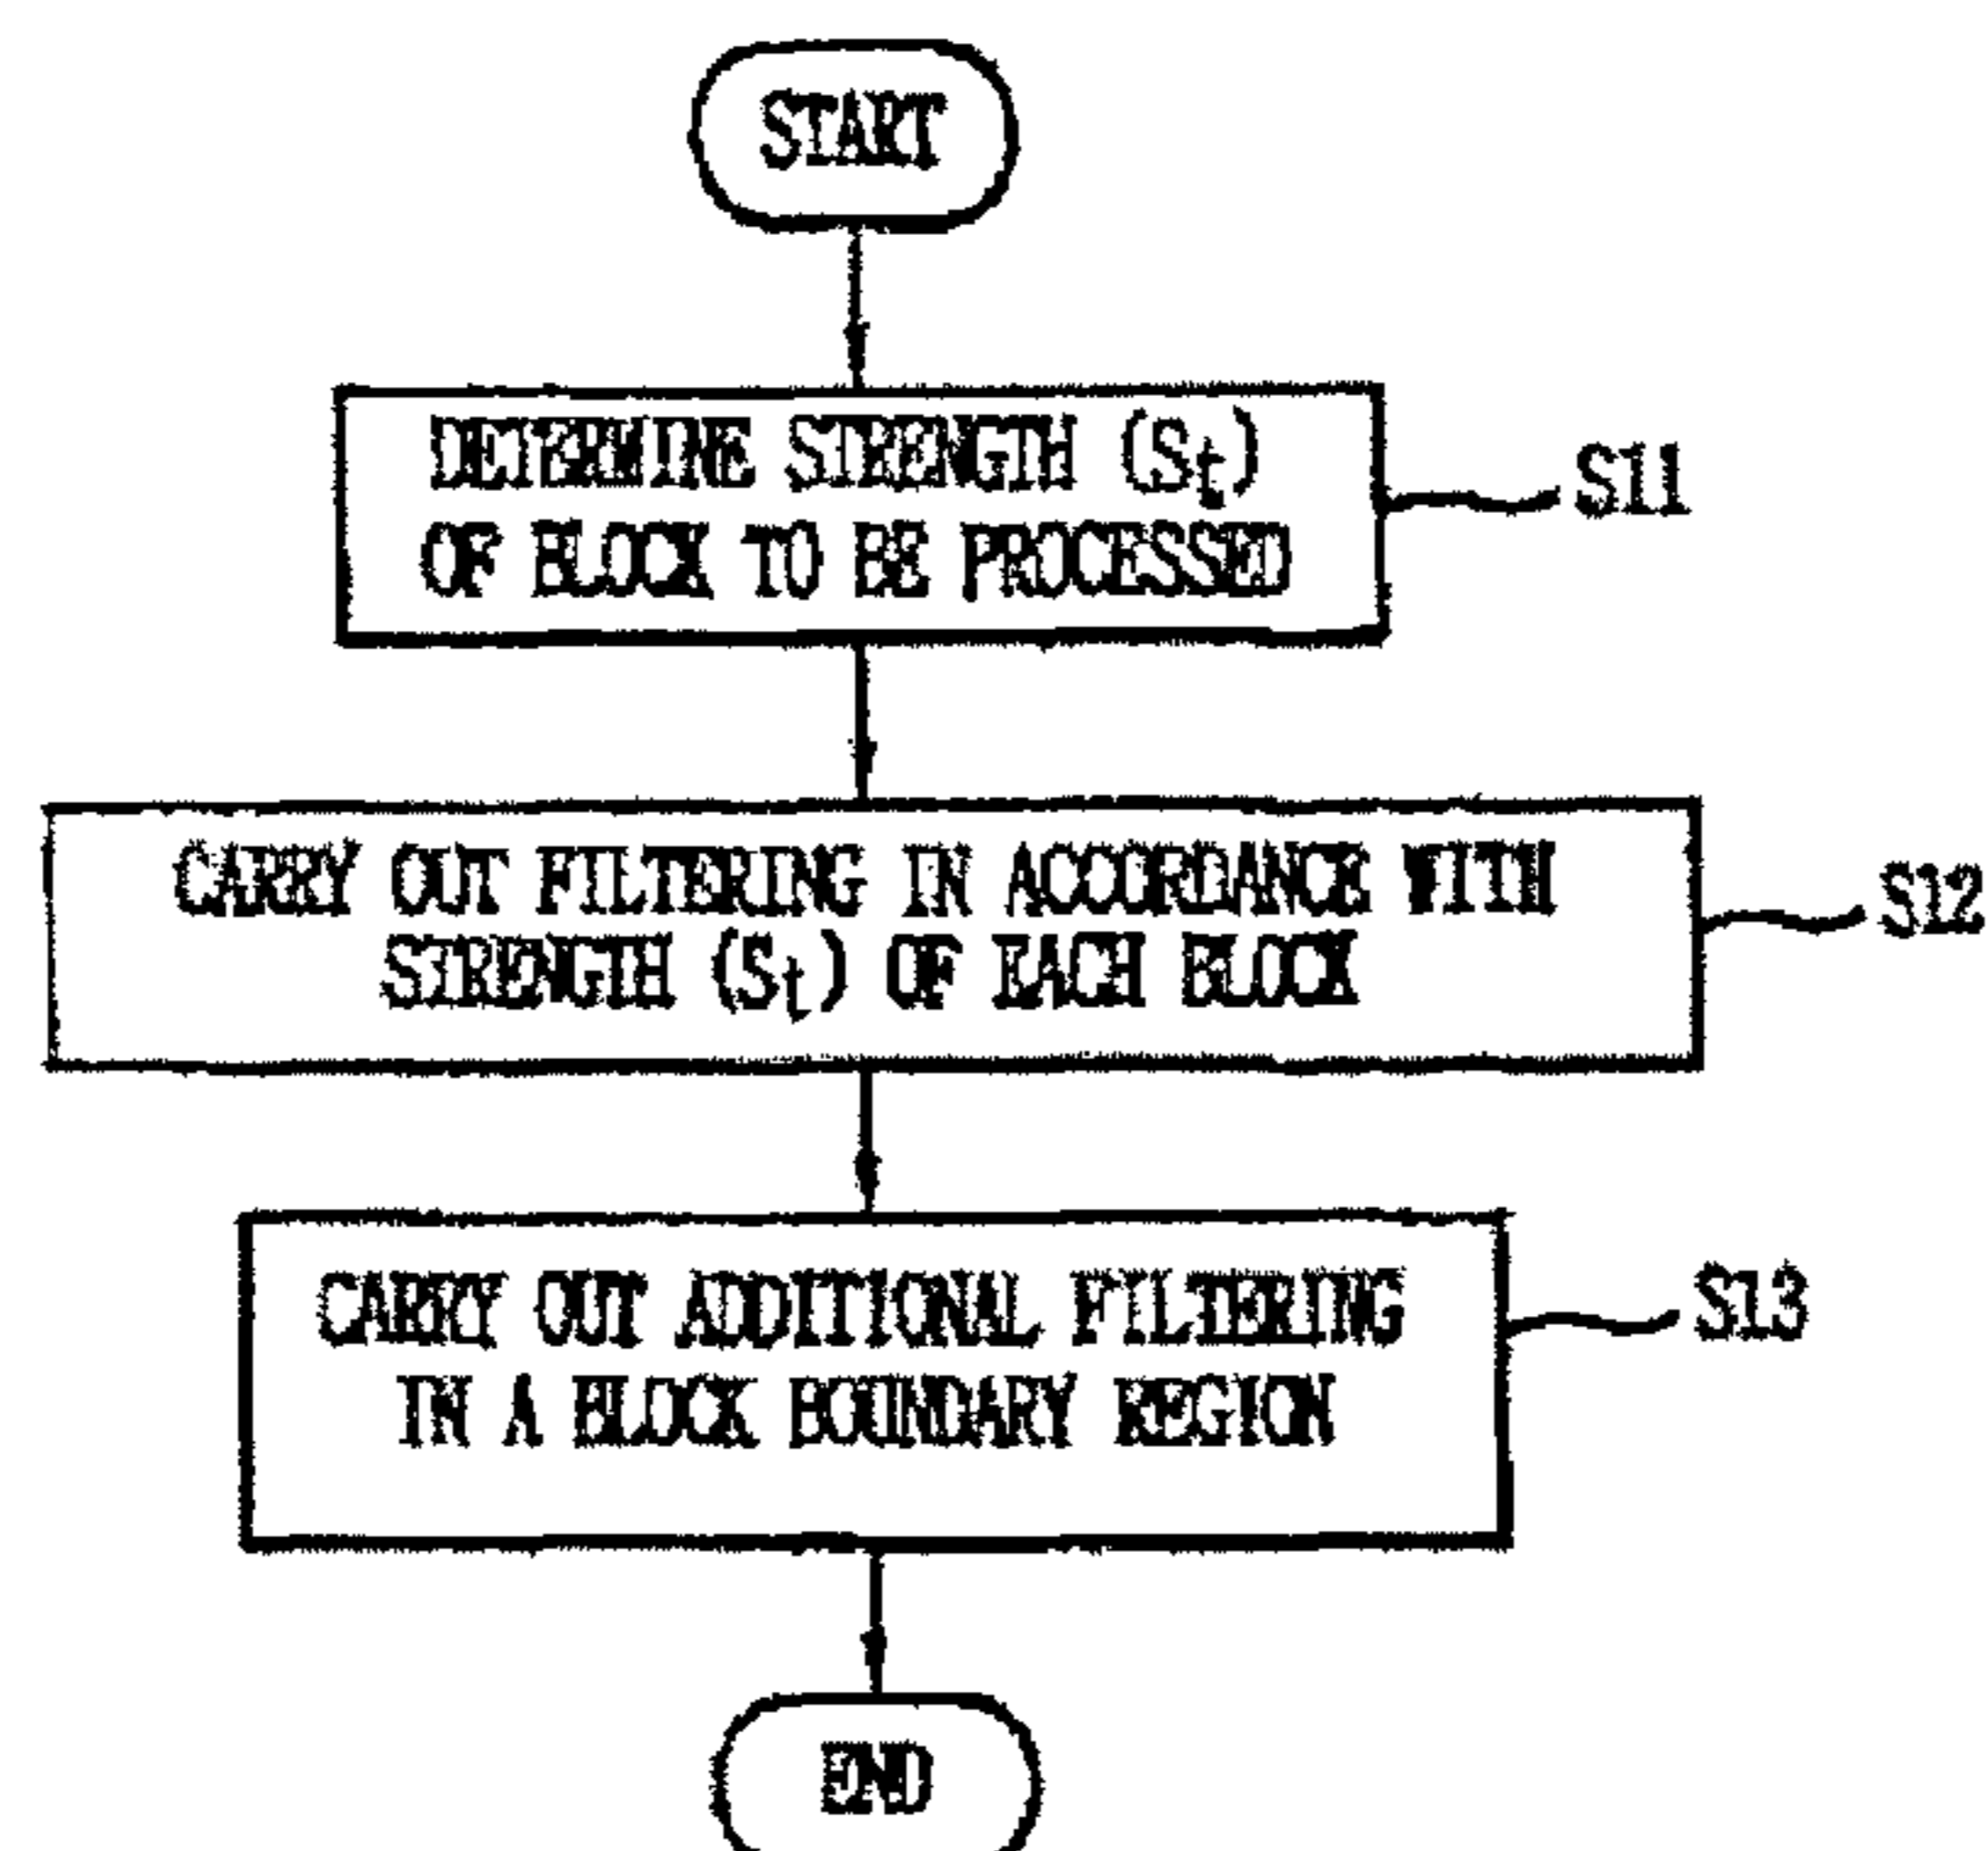 START
DETERMINE STRENGTH (St)
OF BLOCK TO BE PROCESSED
S11
CARRY OUT FILTERING IN ACCORDANCE WITH
STRENGTH (St) OF EACH BLOCK
S12
CARRY OUT ADDITIONAL FILTERING
IN A BLOCK BOUNDARY REGION
S13
END